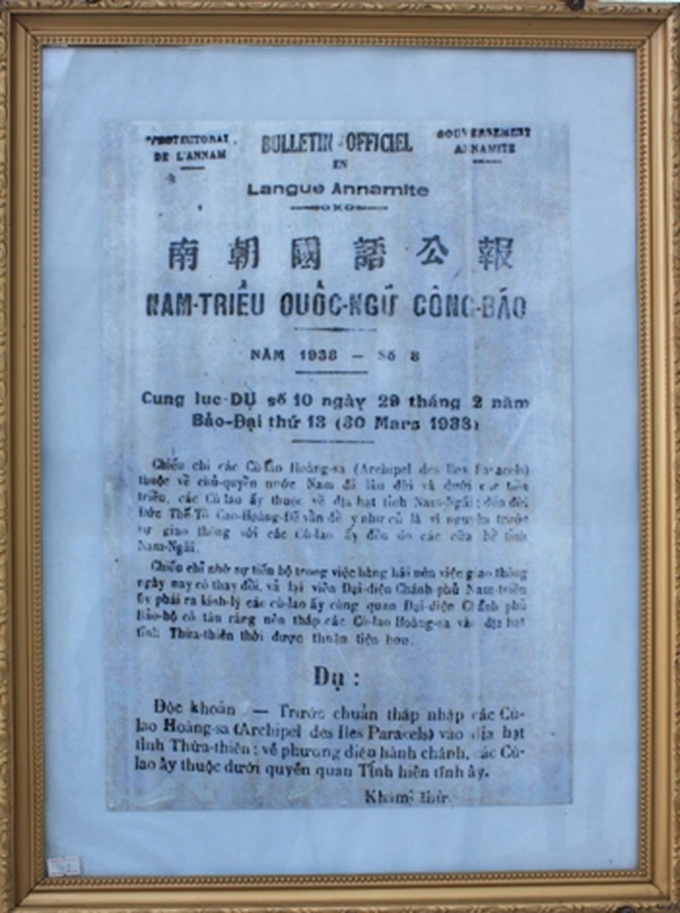 PROTECTORAT
DE L'ANNAM
BULLETIN OFFICIEL
EN
Langue Annamite
GOUVERNEMENT
ANNAMITE
南朝國語公報
NAM-TRIỀU QUỐC-NGỮ CÔNG-BÁO
NĂM 1938 — Số 8
Cung lục DỤ số 10 ngày 29 tháng 2 năm
Bảo-Đại thứ 13 (30 Mars 1938)
Chiếu chi các Cù-lao Hoàng-sa (Archipel des Iles Paracels)
thuộc về chủ-quyền nước Nam đã lâu đời và dưới
triều, các Cù-lao ấy thuộc về địa hạt tỉnh Nam-Ngãi; đến đời
Đức Thế-Tổ Cao-Hoàng-Đế vẫn để y như cũ là vì nguyên trước
sự giao thông với các Cù-lao ấy đều do các cửa bể tỉnh
Nam-Ngãi.
Chiếu chi nhờ sự tiến bộ trong việc hàng hải nên việc giao thông
ngày nay có thay đổi, vả lại viên Đại-diện Chánh-phủ Nam-triều
ủy phái ra kinh-lý các cù-lao ấy cùng quan Đại-diện Chánh phủ
Bảo-hộ có tâu rằng nên tháp các Cù-lao Hoàng-sa vào địa hạt
tỉnh Thừa-thiên thời được thuận tiện hơn.
Dụ :
Độc khoản — Trước chuẩn tháp nhập các Cù-
lao Hoàng-sa (Archipel des Iles Paracels) vào địa hạt
tỉnh Thừa-thiên; về phương diện hành chánh, các Cù-
lao ấy thuộc dưới quyền quan Tỉnh hiến tỉnh ấy.
Khâm thử.